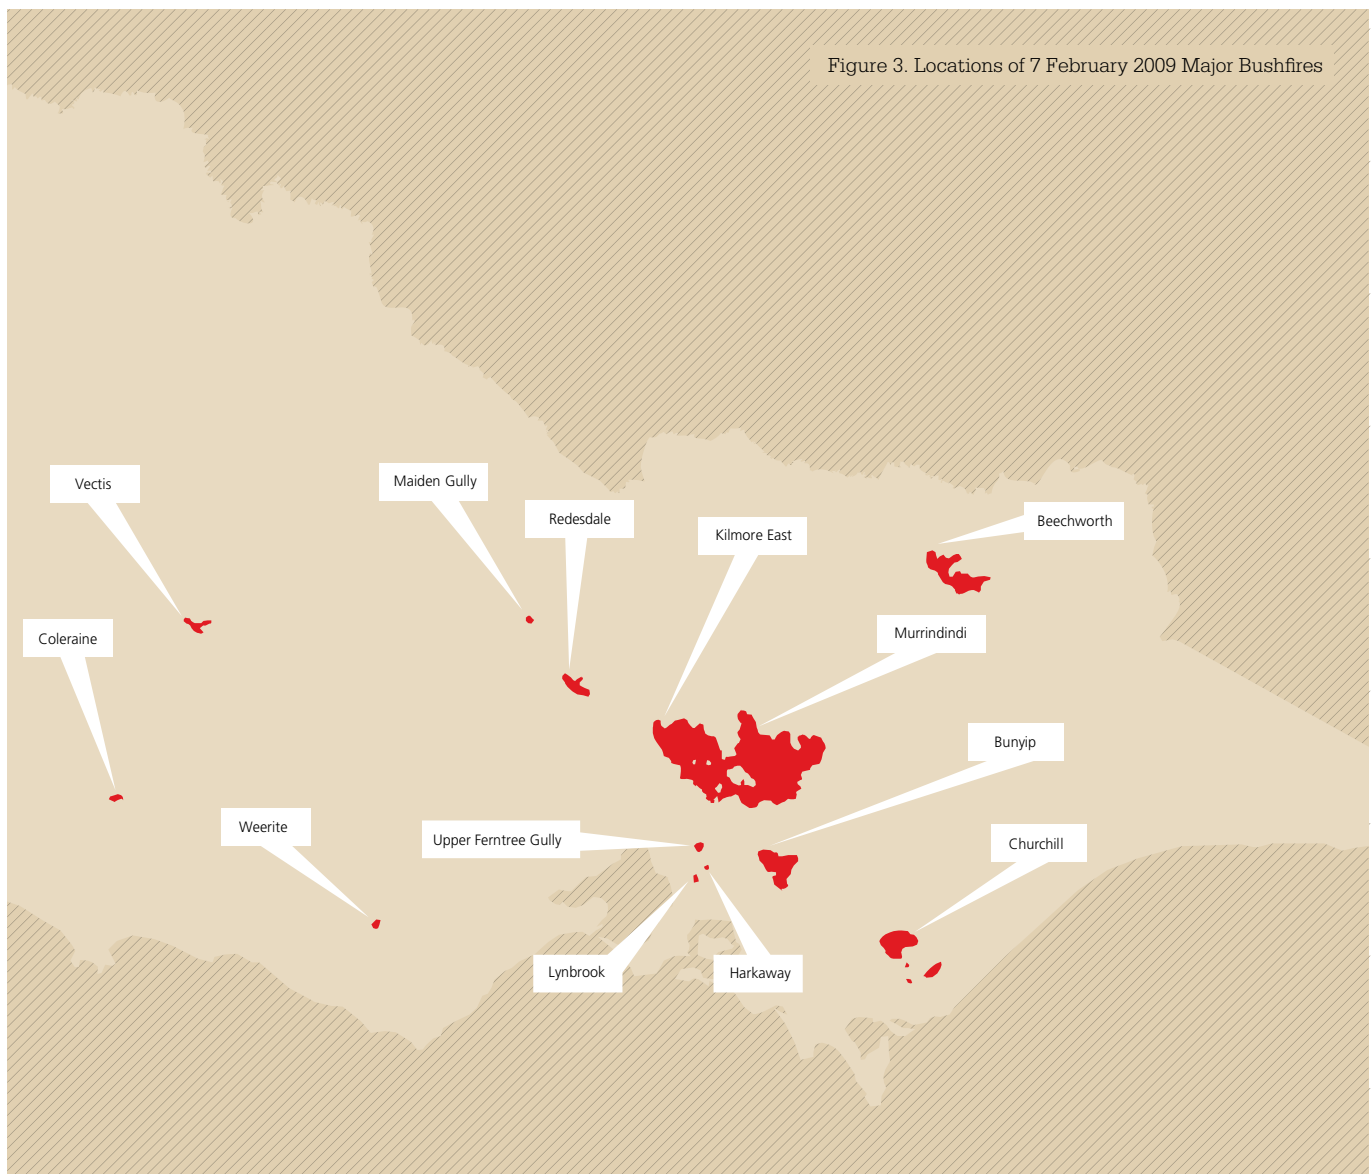 Figure 3. Locations of 7 February 2009 Major Bushfires
Vectis
Maiden Gully
Redesdale
Kilmore East
Beechworth
Coleraine
Murrindindi
Bunyip
Weerite
Upper Ferntree Gully
Churchill
Lynbrook
Harkaway